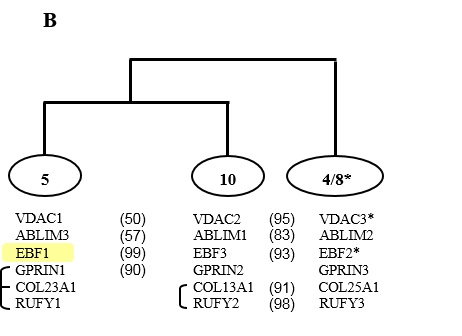 B
5 10 4/8*
VDAC1 (50) VDAC2 (95) VDAC3*
ABLIM3 (57) ABLIM1 (83) ABLIM2
EBF1 (99) EBF3 (93) EBF2*
GPRIN1 (90) GPRIN2 GPRIN3
COL23A1 COL13A1 (91) COL25A1
RUFY1 RUFY2 (98) RUFY3